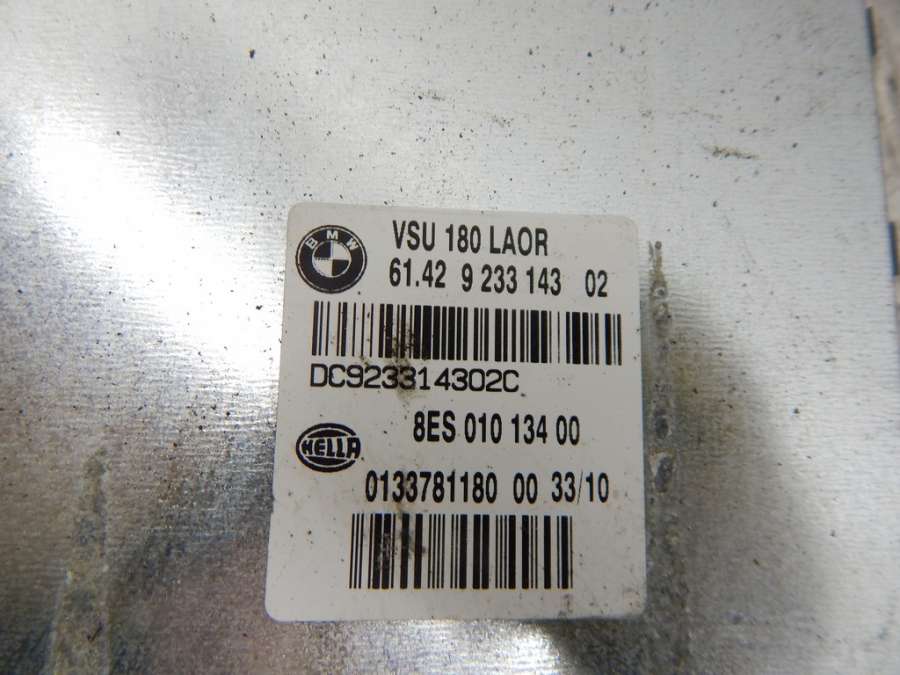 BMW
VSU 180 LAOR
61.42 9 233 143 02
DC923314302C
8ES 010 134 00
HELLA
0133781180 00 33/10